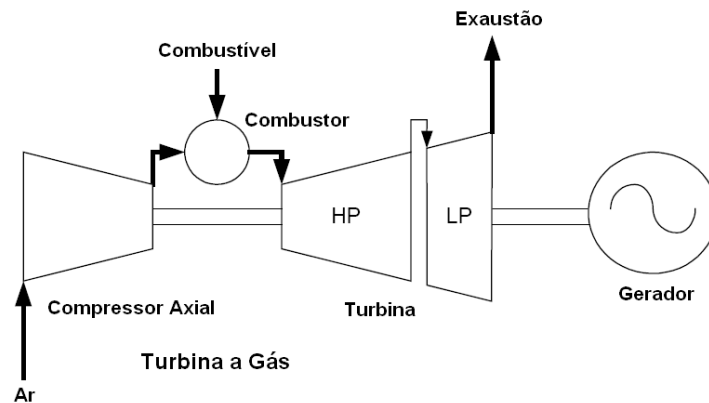 Exaustão
Combustível
Combustor
HP
LP
Compressor Axial
Turbina
Gerador
Turbina a Gás
Ar